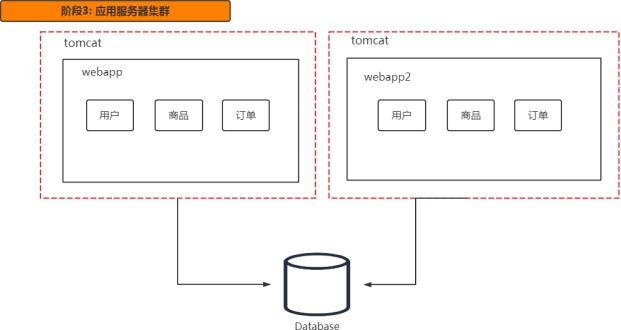 阶段3: 应用服务器集群
tomcat
webapp
用户
商品
订单
tomcat
webapp2
用户
商品
订单
Database